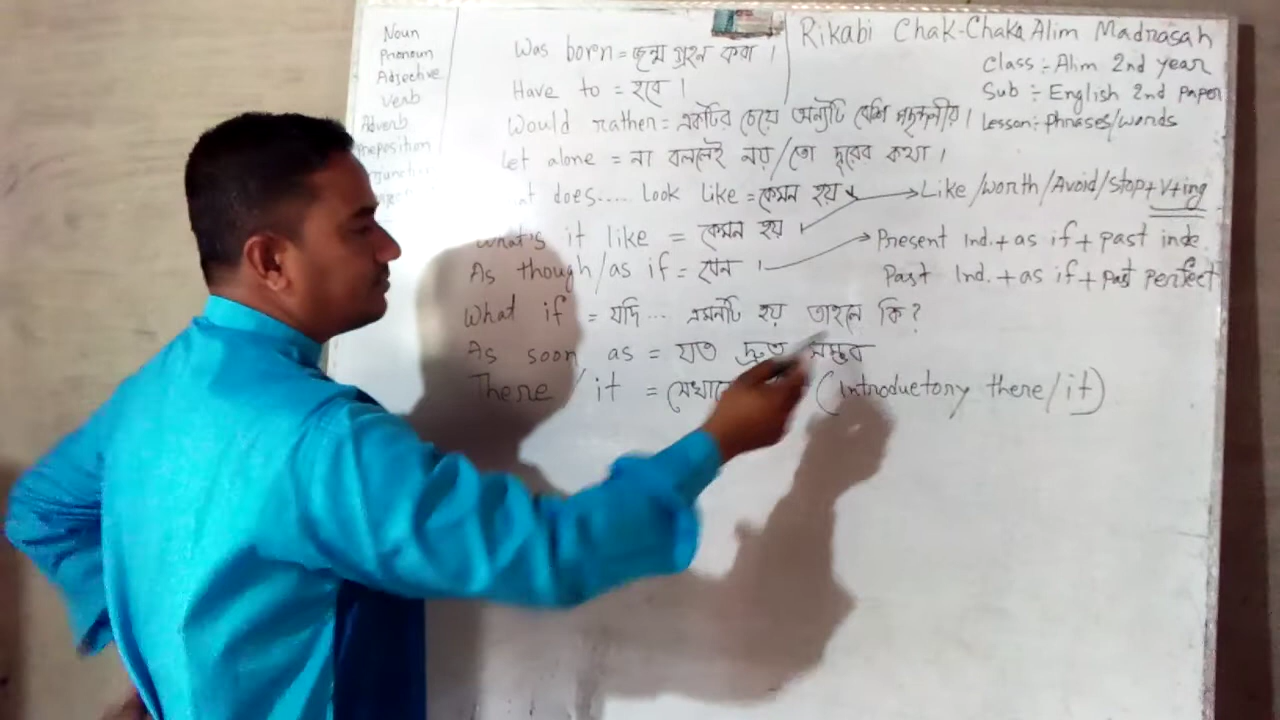 Noun
Pronoun
Adjective
Verb
Adverb
Preposition
Was born = জন্ম গ্রহন করা ।
Have to = হবে ।
Would rather = একটির চেয়ে অন্যটি বেশি পছন্দনীয় ।
Let alone = না বললেই নয়/তো দূরের কথা ।
does..... Look like = কেমন হয়
What's it like = কেমন হয় ।
As though/as if = যেন ।
What if = যদি ... এমনটি হয় তাহলে কি ?
As soon as = যত দ্রুত সম্ভব
There / it = (introductory there/it)
Rikabi Chak-Chaka Alim Madrasah
Class :- Alim 2nd year
Sub :- English 2nd paper
Lesson:- Phrases/words
Like/worth/Avoid/stop+v+ing
Present Ind.+ as if + past inde.
Past Ind.+as if+Past perfect